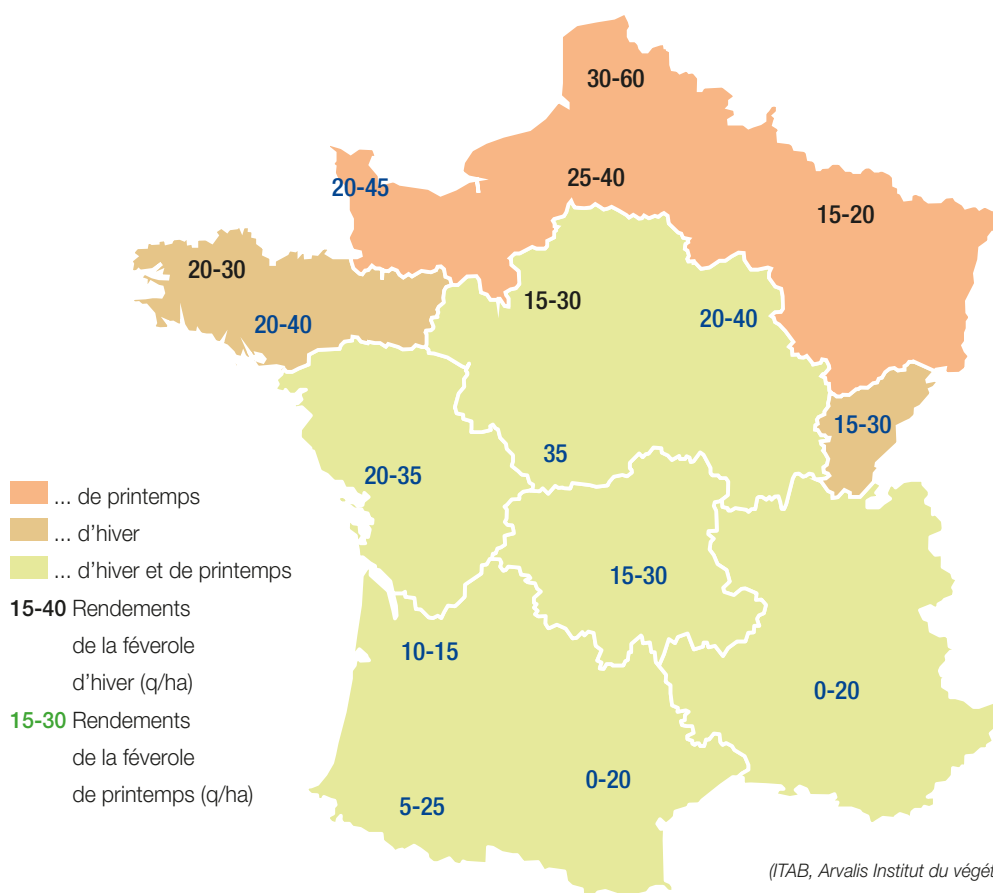 30-60
20-45
25-40
15-20
20-30
20-40
15-30
20-40
15-30
20-35
35
15-30
10-15
0-20
5-25
0-20
... de printemps
... d'hiver
... d'hiver et de printemps
15-40 Rendements
de la féverole
d'hiver (q/ha)
15-30 Rendements
de la féverole
de printemps (q/ha)
(ITAB, Arvalis Institut du végét